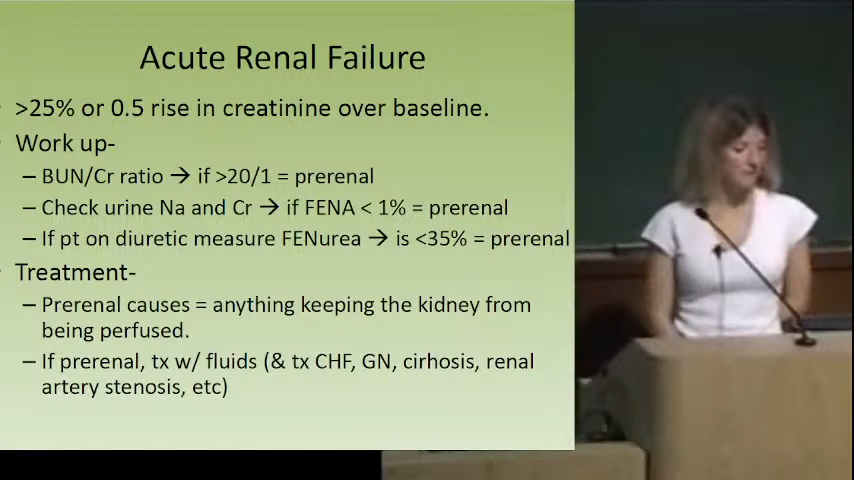 Acute Renal Failure
>25% or 0.5 rise in creatinine over baseline.
Work up-
– BUN/Cr ratio → if >20/1 = prerenal
– Check urine Na and Cr → if FENA < 1% = prerenal
– If pt on diuretic measure FENurea → is <35% = prerenal
Treatment-
– Prerenal causes = anything keeping the kidney from
being perfused.
– If prerenal, tx w/ fluids (& tx CHF, GN, cirhosis, renal
artery stenosis, etc)